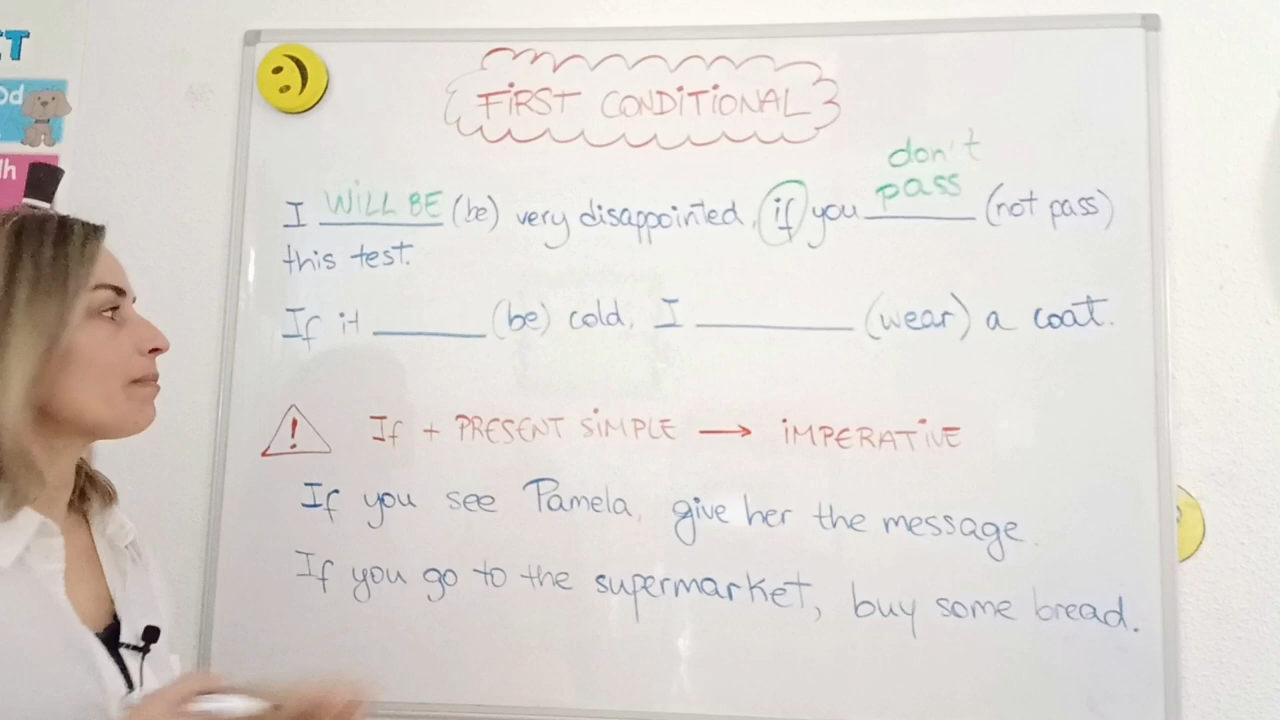 FIRST CONDITIONAL
don't
I WILL BE (be) very disappointed, if you pass (not pass)
this test.
If it ______ (be) cold, I ________ (wear) a coat.
! If + PRESENT SIMPLE → IMPERATIVE
If you see Pamela, give her the message.
If you go to the supermarket, buy some bread.